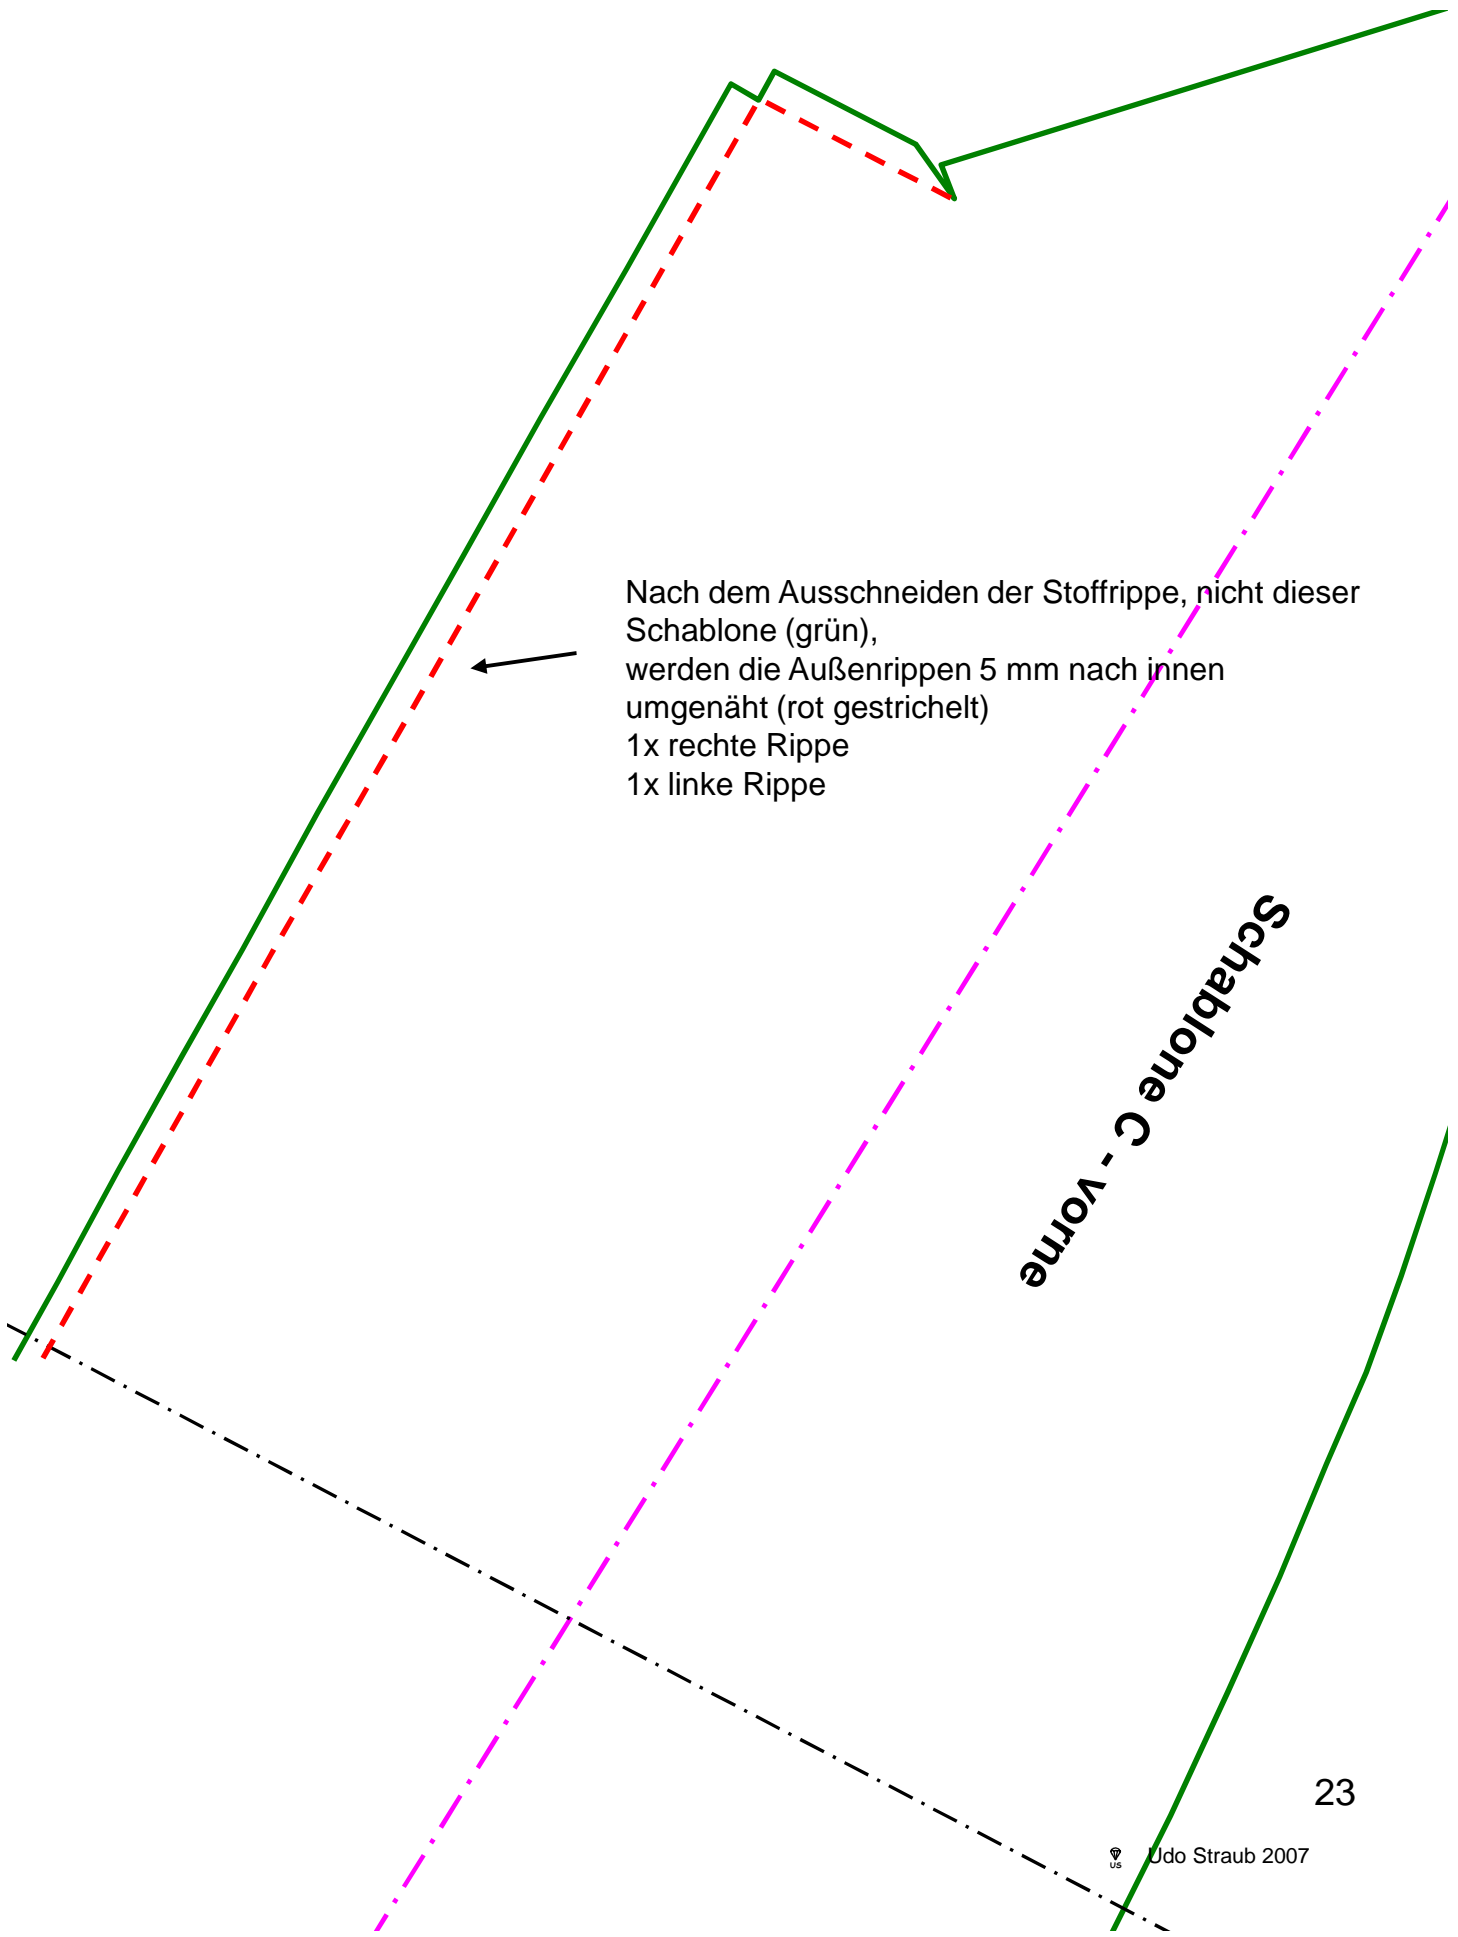 Nach dem Ausschneiden der Stoffrippe, nicht dieser
Schablone (grün),
werden die Außenrippen 5 mm nach innen
umgenäht (rot gestrichelt)
1x rechte Rippe
1x linke Rippe
Schablone C - vorne
23
US
Udo Straub 2007